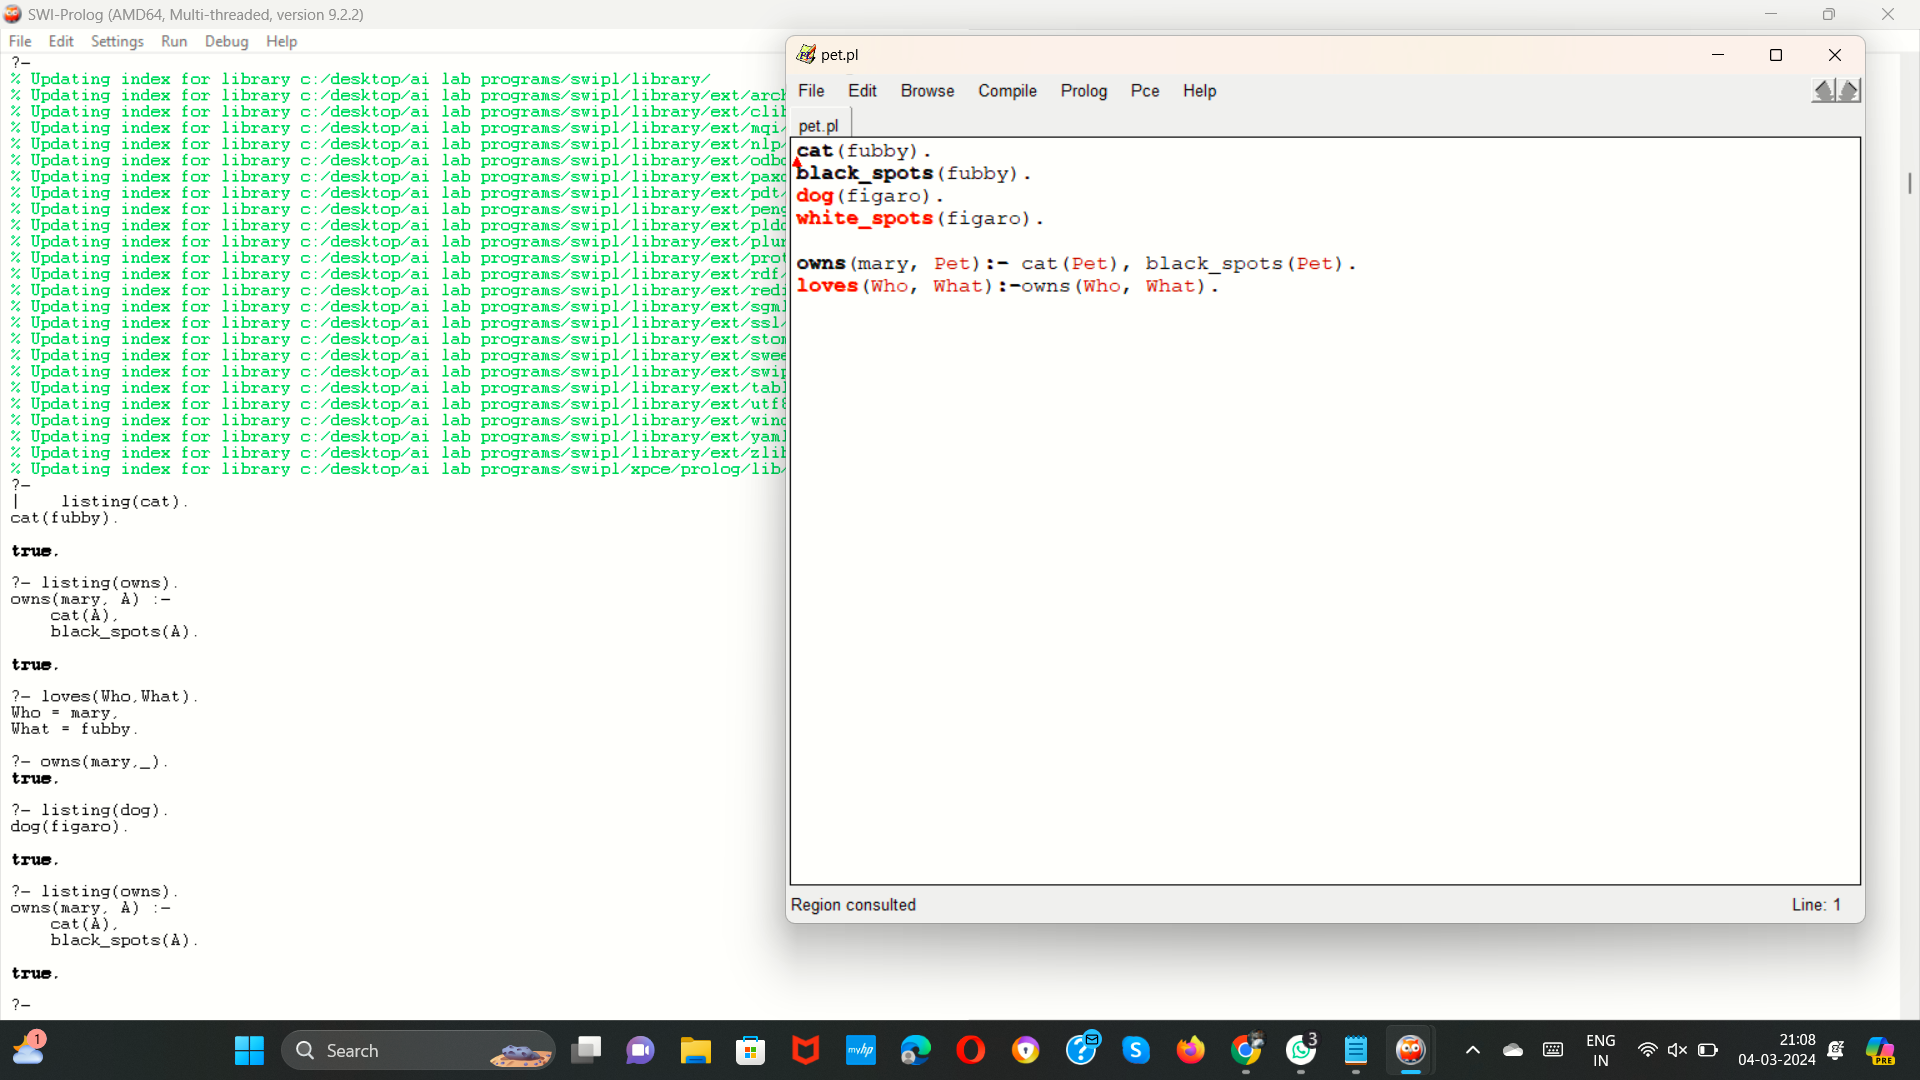 SWI-Prolog (AMD64, Multi-threaded, version 9.2.2)
File Edit Settings Run Debug Help
?-
% Updating index for library c:/desktop/ai lab programs/swipl/library/
% Updating index for library c:/desktop/ai lab programs/swipl/library/ext/arch
% Updating index for library c:/desktop/ai lab programs/swipl/library/ext/clib
% Updating index for library c:/desktop/ai lab programs/swipl/library/ext/mqi/
% Updating index for library c:/desktop/ai lab programs/swipl/library/ext/nlp/
% Updating index for library c:/desktop/ai lab programs/swipl/library/ext/odbc
% Updating index for library c:/desktop/ai lab programs/swipl/library/ext/paxo
% Updating index for library c:/desktop/ai lab programs/swipl/library/ext/pdt/
% Updating index for library c:/desktop/ai lab programs/swipl/library/ext/peng
% Updating index for library c:/desktop/ai lab programs/swipl/library/ext/pldo
% Updating index for library c:/desktop/ai lab programs/swipl/library/ext/plun
% Updating index for library c:/desktop/ai lab programs/swipl/library/ext/prot
% Updating index for library c:/desktop/ai lab programs/swipl/library/ext/rdf/
% Updating index for library c:/desktop/ai lab programs/swipl/library/ext/redi
% Updating index for library c:/desktop/ai lab programs/swipl/library/ext/sgml
% Updating index for library c:/desktop/ai lab programs/swipl/library/ext/ssl/
% Updating index for library c:/desktop/ai lab programs/swipl/library/ext/stom
% Updating index for library c:/desktop/ai lab programs/swipl/library/ext/swee
% Updating index for library c:/desktop/ai lab programs/swipl/library/ext/swip
% Updating index for library c:/desktop/ai lab programs/swipl/library/ext/tabl
% Updating index for library c:/desktop/ai lab programs/swipl/library/ext/utf8
% Updating index for library c:/desktop/ai lab programs/swipl/library/ext/wind
% Updating index for library c:/desktop/ai lab programs/swipl/library/ext/yaml
% Updating index for library c:/desktop/ai lab programs/swipl/library/ext/zlib
% Updating index for library c:/desktop/ai lab programs/swipl/xpce/prolog/lib/
?-
|    listing(cat).
cat(fubby).
true.
?- listing(owns).
owns(mary, A) :-
    cat(A),
    black_spots(A).
true.
?- loves(Who,What).
Who = mary,
What = fubby.
?- owns(mary,_).
true.
?- listing(dog).
dog(figaro).
true.
?- listing(owns).
owns(mary, A) :-
    cat(A),
    black_spots(A).
true.
?-
pet.pl
File Edit Browse Compile Prolog Pce Help
pet.pl
cat(fubby).
black_spots(fubby).
dog(figaro).
white_spots(figaro).
owns(mary, Pet):- cat(Pet), black_spots(Pet).
loves(Who, What):-owns(Who, What).
Region consulted Line: 1
1
Search
myhp
S
3
ENG
IN
21:08
04-03-2024
PRE